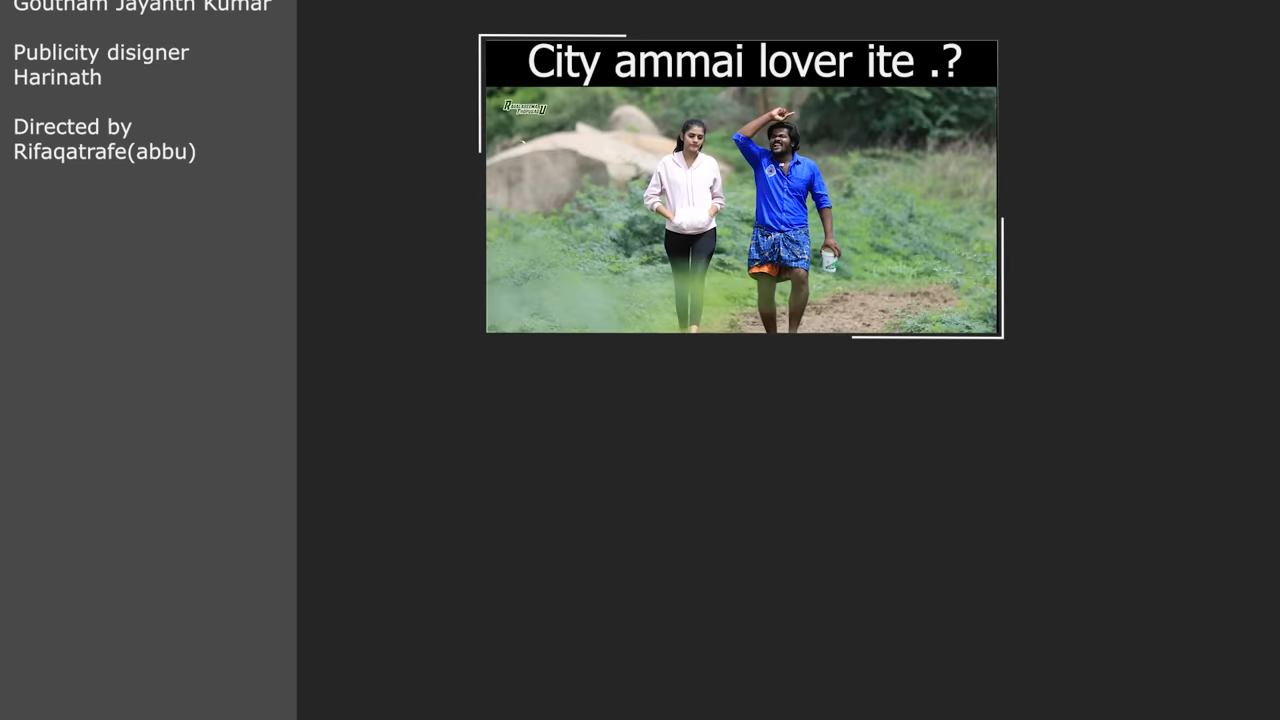 Goutham Jayanth Kumar
Publicity disigner
Harinath
Directed by
Rifaqatrafe(abbu)
City ammai lover ite .?